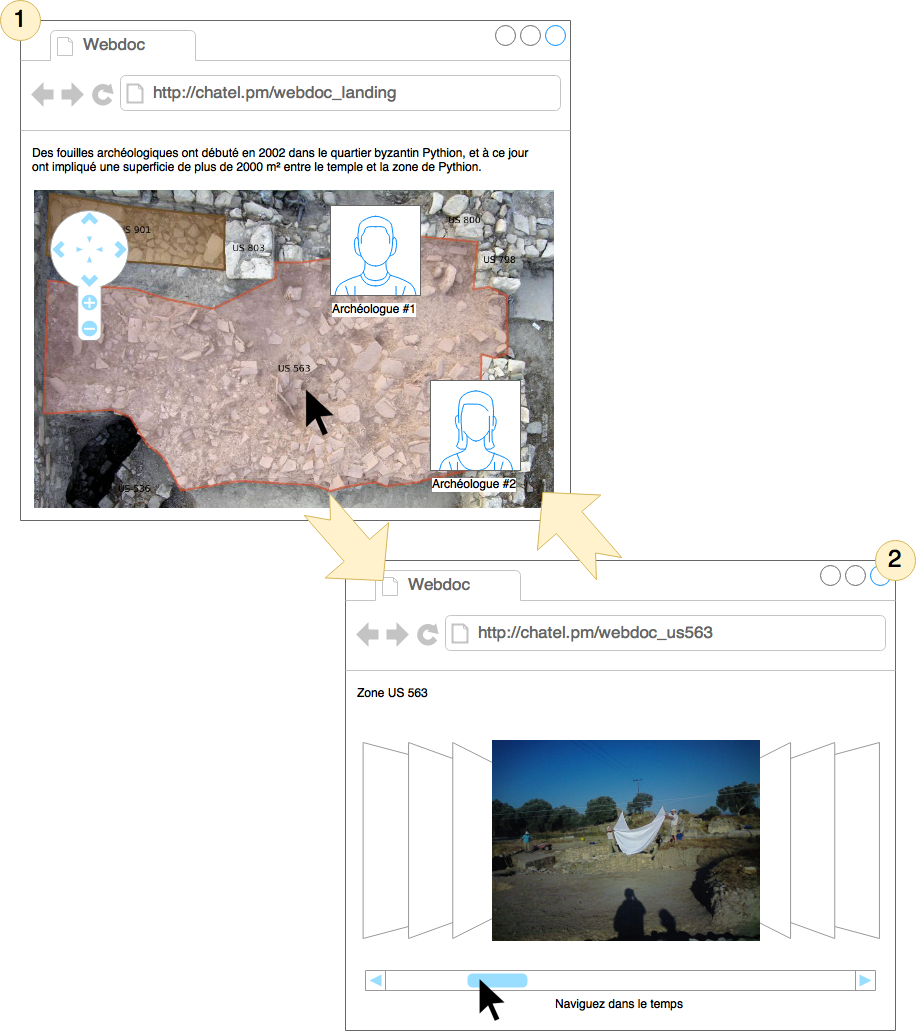 1
Webdoc
http://chatel.pm/webdoc_landing
Des fouilles archéologiques ont débuté en 2002 dans le quartier byzantin Pythion, et à ce jour
ont impliqué une superficie de plus de 2000 m² entre le temple et la zone de Pythion.
US 800
US 901
US 803
US 798
Archéologue #1
US 563
Archéologue #2
US 536
2
Webdoc
http://chatel.pm/webdoc_us563
Zone US 563
Naviguez dans le temps